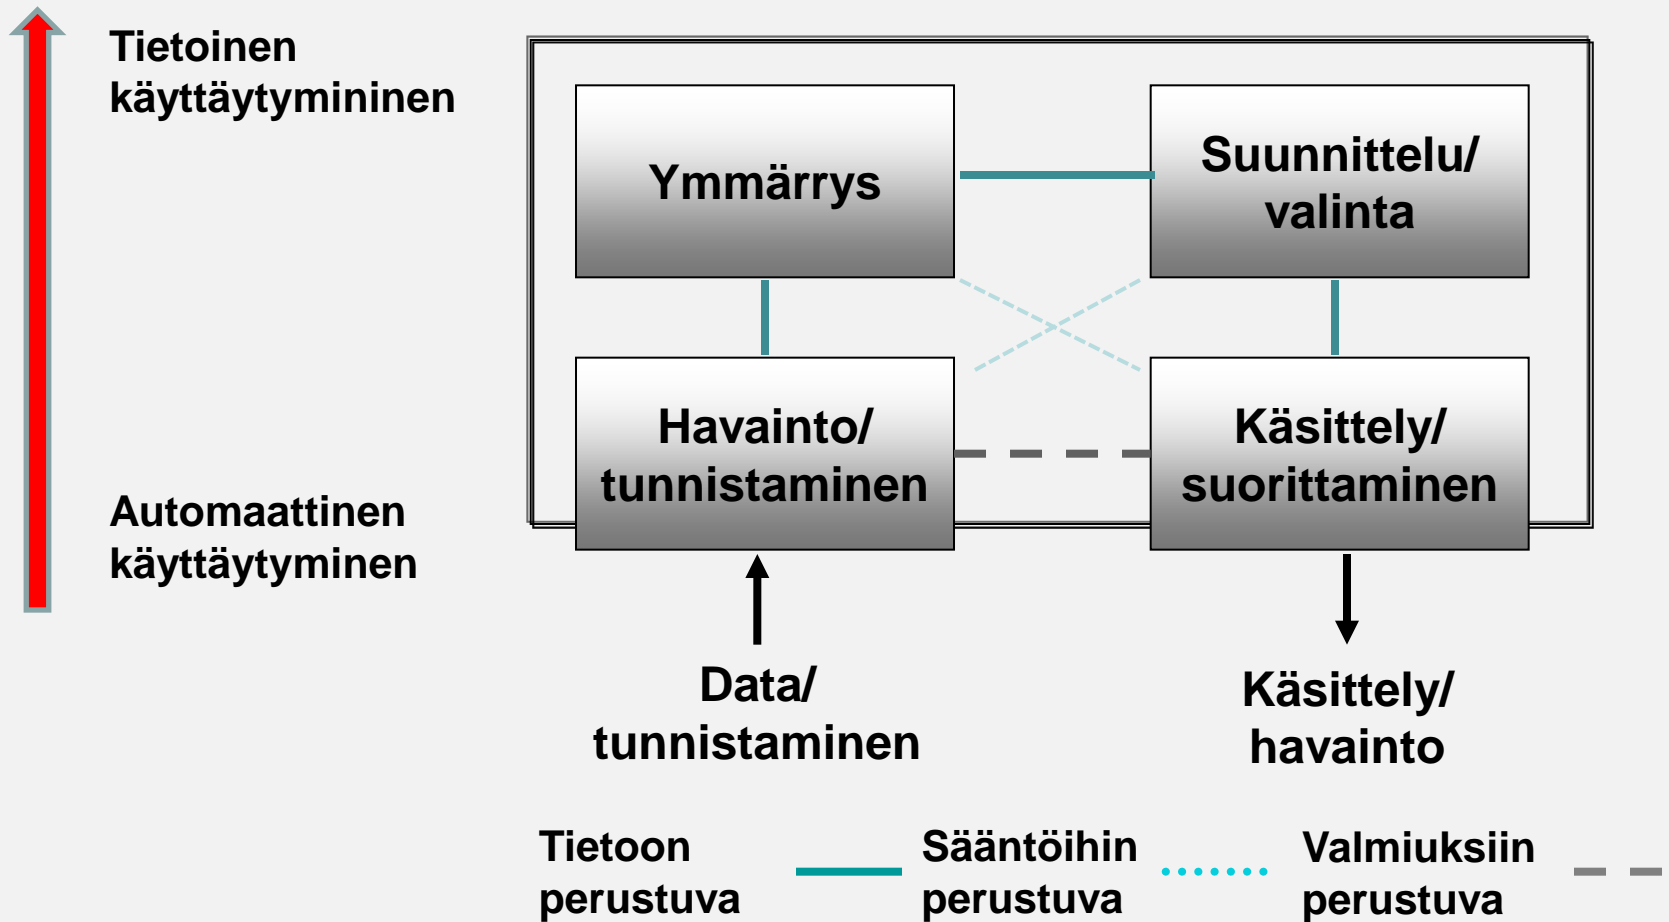 Tietoinen
käyttäytymininen
Ymmärrys
Suunnittelu/
valinta
Havainto/
tunnistaminen
Käsittely/
suorittaminen
Automaattinen
käyttäytyminen
Data/
tunnistaminen
Käsittely/
havainto
Tietoon
perustuva
Sääntöihin
perustuva
Valmiuksiin
perustuva